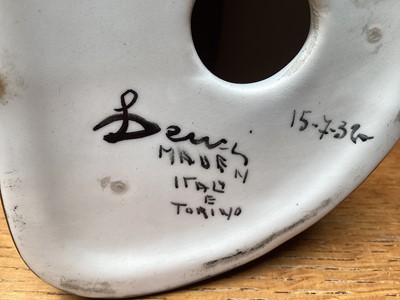 Lenci
15-7-32
MADE N
ITALY
E
TORINO